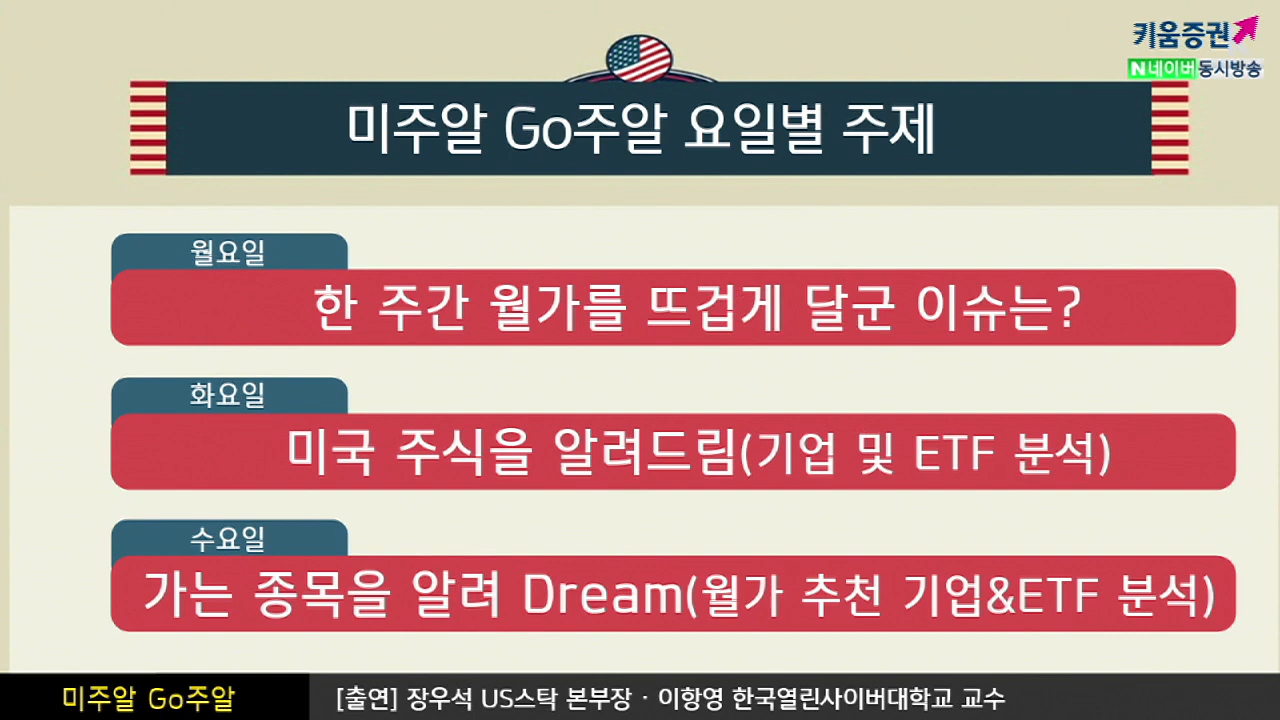 키움증권
N 네이버 동시방송
미주알 Go주알 요일별 주제
월요일
한 주간 월가를 뜨겁게 달군 이슈는?
화요일
미국 주식을 알려드림(기업 및 ETF 분석)
수요일
가는 종목을 알려 Dream(월가 추천 기업&ETF 분석)
미주알 Go주알
[출연] 장우석 US스탁 본부장 · 이항영 한국열린사이버대학교 교수